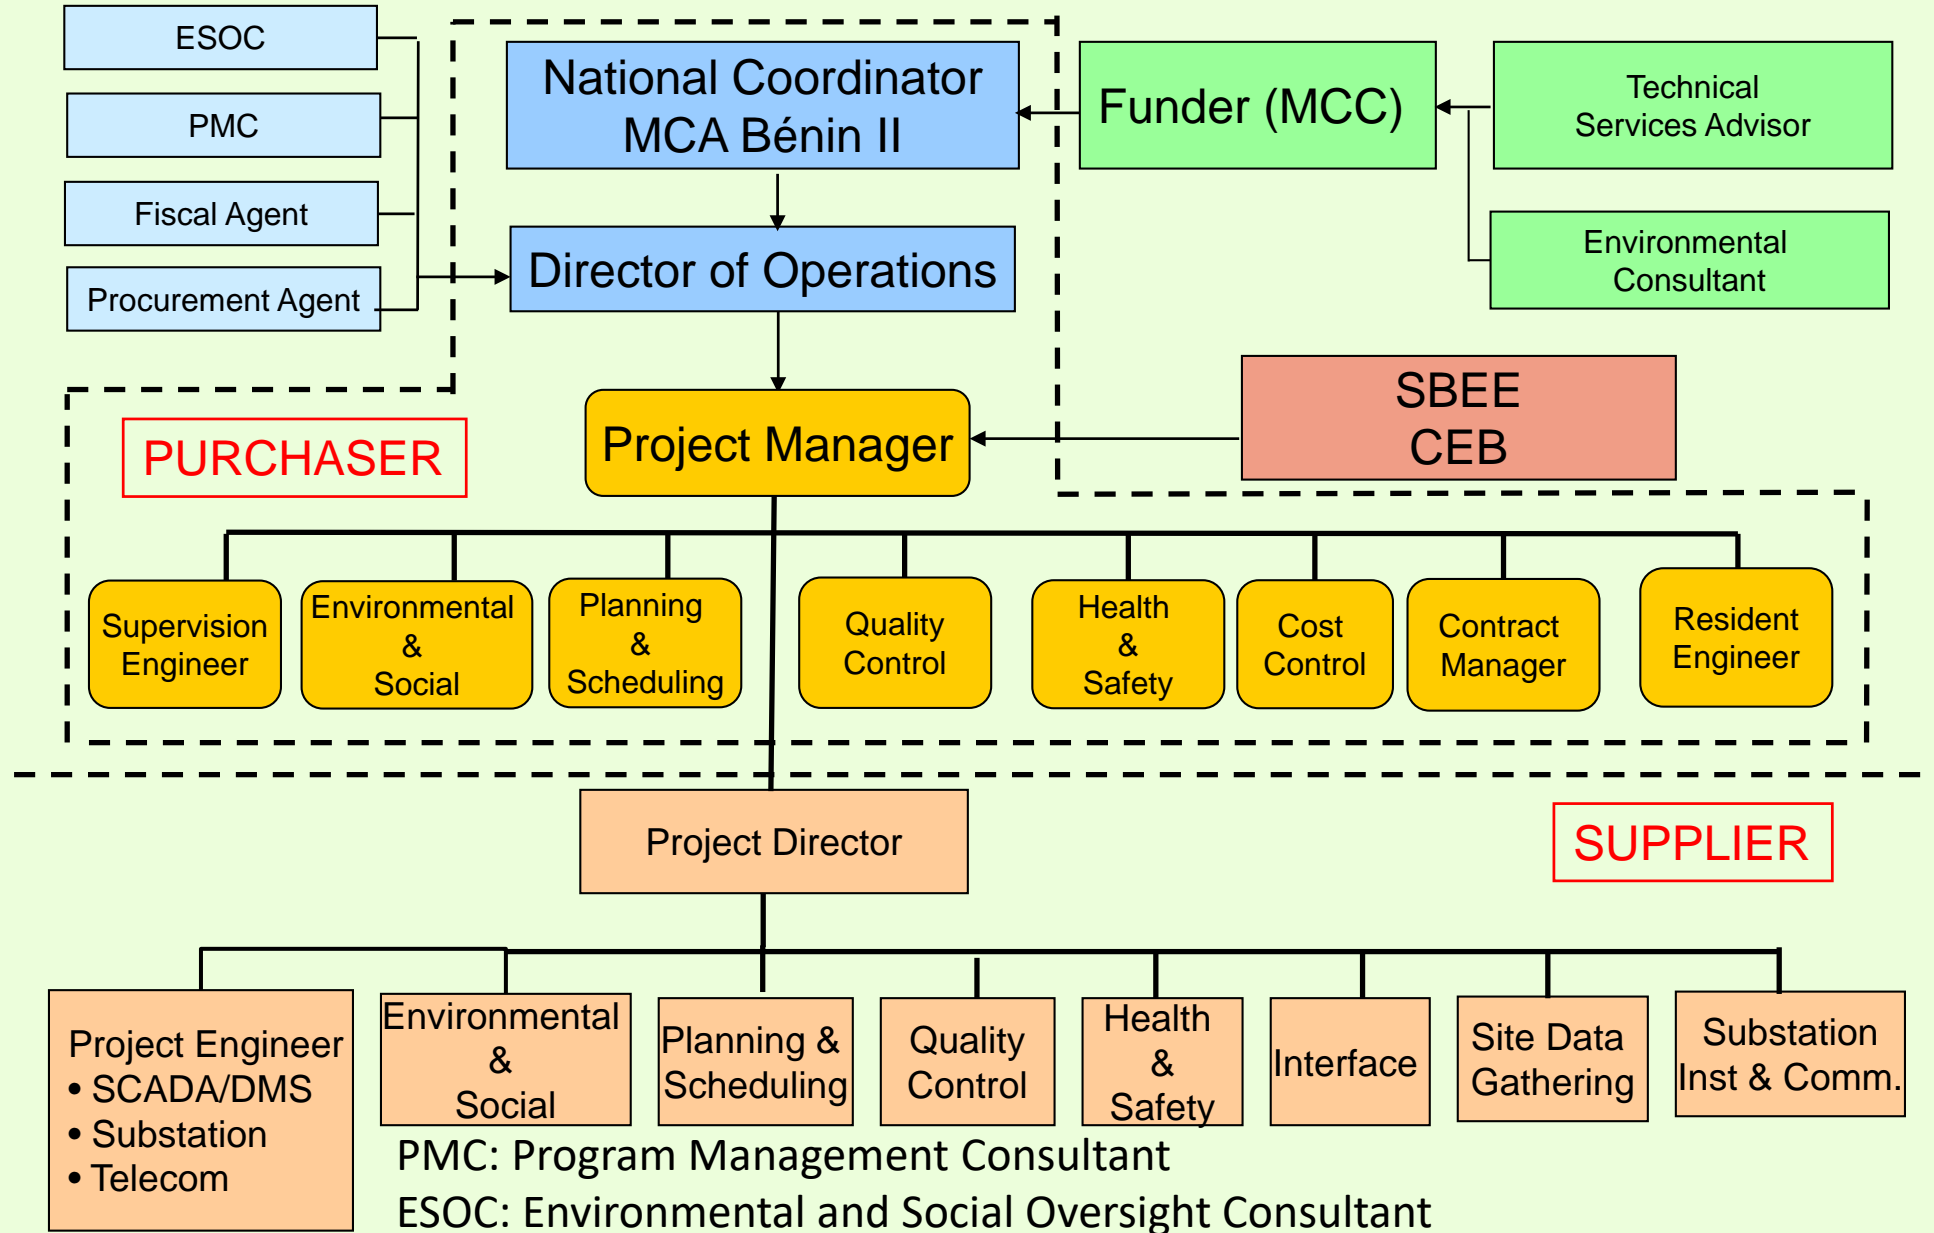 ESOC
PMC
Fiscal Agent
Procurement Agent
National Coordinator
MCA Bénin II
Director of Operations
Funder (MCC)
Technical
Services Advisor
Environmental
Consultant
SBEE
CEB
PURCHASER
Project Manager
Supervision
Engineer
Environmental
&
Social
Planning
&
Scheduling
Quality
Control
Health
&
Safety
Cost
Control
Contract
Manager
Resident
Engineer
Project Director
SUPPLIER
Project Engineer
• SCADA/DMS
• Substation
• Telecom
Environmental
&
Social
Planning &
Scheduling
Quality
Control
Health
&
Safety
Interface
Site Data
Gathering
Substation
Inst & Comm.
PMC: Program Management Consultant
ESOC: Environmental and Social Oversight Consultant